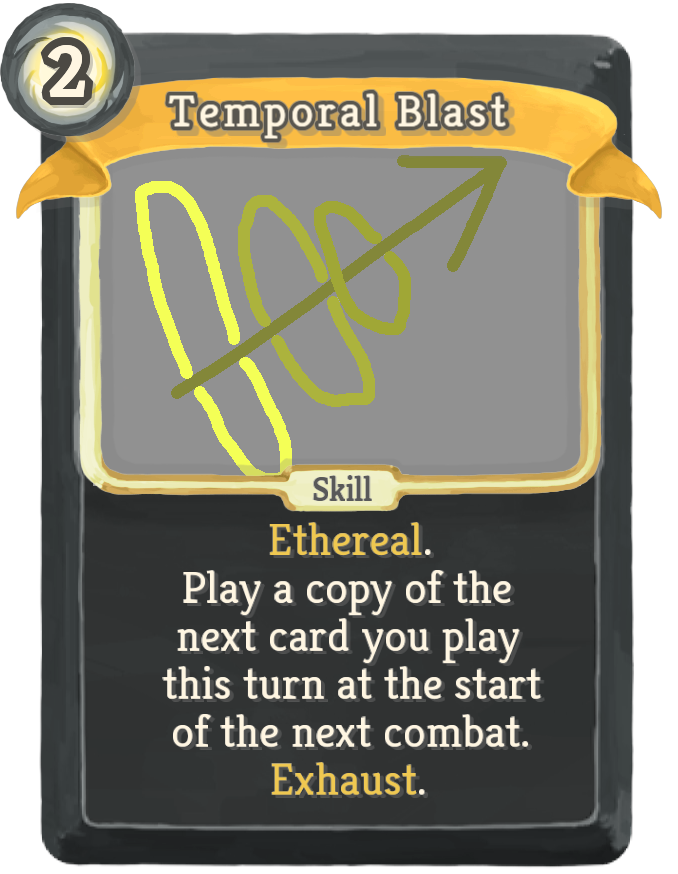 2
Temporal Blast
Skill
Ethereal.
Play a copy of the
next card you play
this turn at the start
of the next combat.
Exhaust.